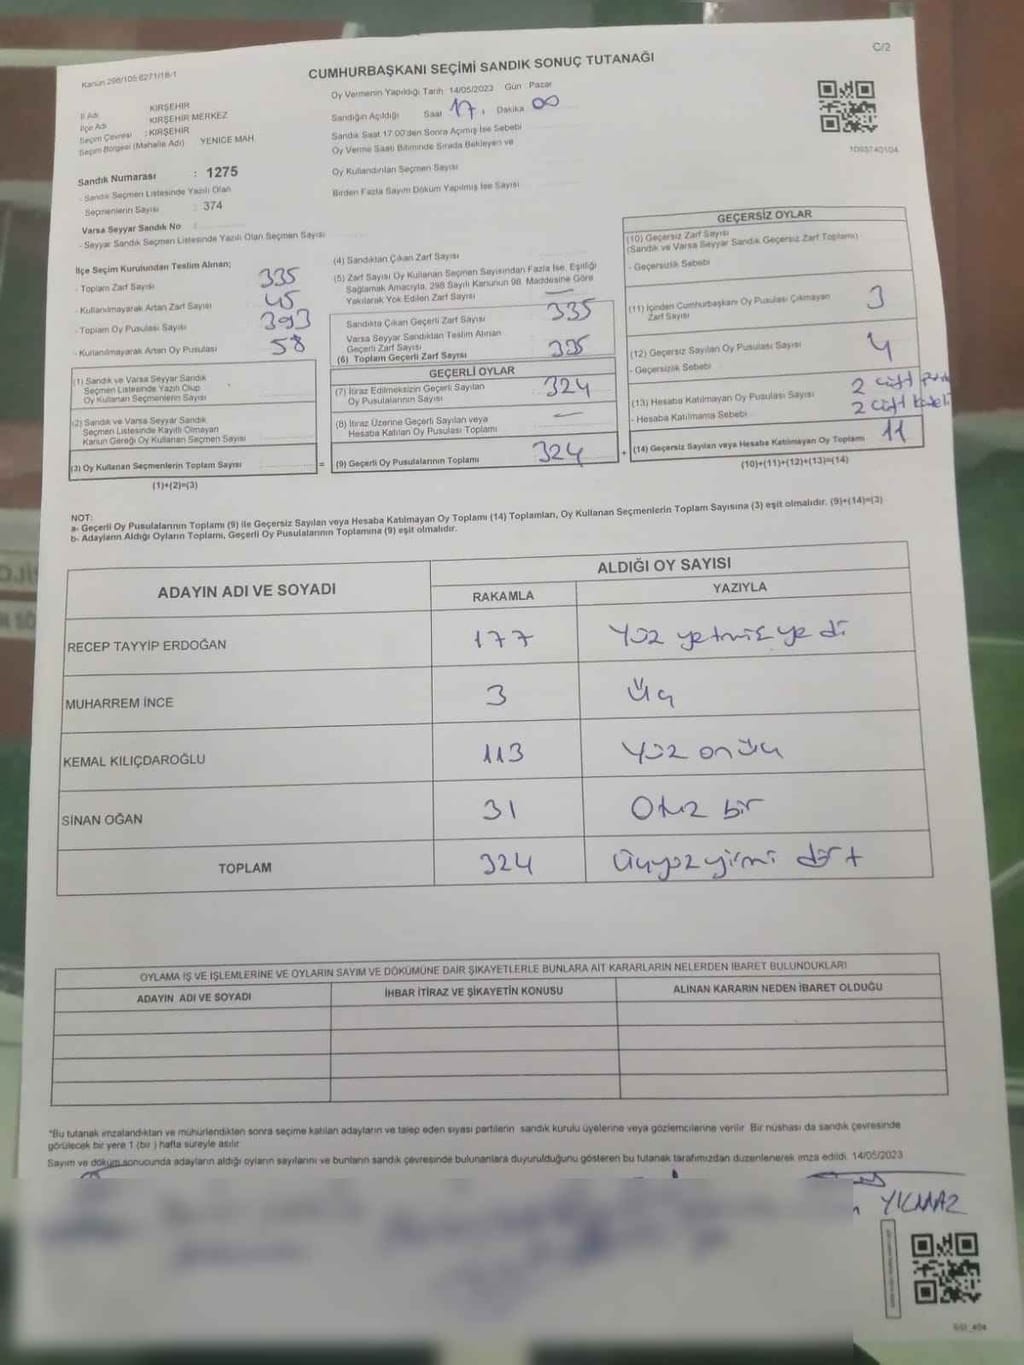 C/2
Kanun 298/105;6271/18/1
CUMHURBAŞKANI SEÇİMİ SANDIK SONUÇ TUTANAĞI
İl Adı KIRŞEHİR
İlçe Adı KIRŞEHİR MERKEZ
Seçim Çevresi : KIRŞEHİR
Seçim Bölgesi (Mahalle Adı) YENİCE MAH
Sandık Numarası : 1275
- Sandık Seçmen Listesinde Yazılı Olan
Seçmenlerin Sayısı : 374
Varsa Seyyar Sandık No
- Seyyar Sandık Seçmen Listesinde Yazılı Olan Seçmen Sayısı
Oy Vermenin Yapıldığı Tarih 14/05/2023 Gün : Pazar
Sandığın Açıldığı Saat 17, Dakika 00
Sandık Saat 17.00'den Sonra Açılmış İse Sebebi
Oy Verme Saati Bitiminde Sırada Bekleyen ve
Oy Kullandırılan Seçmen Sayısı
Birden Fazla Sayım Döküm Yapılmış İse Sayısı
1D93740104
İlçe Seçim Kurulundan Teslim Alınan;
- Toplam Zarf Sayısı 335
- Kullanılmayarak Artan Zarf Sayısı 45
- Toplam Oy Pusulası Sayısı 393
- Kullanılmayarak Artan Oy Pusulası 58
(1) Sandık ve Varsa Seyyar Sandık
Seçmen Listesinde Yazılı Olup
Oy Kullanan Seçmenlerin Sayısı
(2) Sandık ve Varsa Seyyar Sandık
Seçmen Listesinde Kayıtlı Olmayan
Kanun Gereği Oy Kullanan Seçmen Sayısı
(3) Oy Kullanan Seçmenlerin Toplam Sayısı =
(1)+(2)=(3)
(4) Sandıktan Çıkan Zarf Sayısı
(5) Zarf Sayısı Oy Kullanan Seçmen Sayısından Fazla İse, Eşitliği
Sağlamak Amacıyla, 298 Sayılı Kanunun 98. Maddesine Göre
Yakılarak Yok Edilen Zarf Sayısı —
Sandıkta Çıkan Geçerli Zarf Sayısı 335
Varsa Seyyar Sandıktan Teslim Alınan
Geçerli Zarf Sayısı
(6) Toplam Geçerli Zarf Sayısı 335
GEÇERLİ OYLAR
(7) İtiraz Edilmeksizin Geçerli Sayılan
Oy Pusulalarının Sayısı 324
(8) İtiraz Üzerine Geçerli Sayılan veya
Hesaba Katılan Oy Pusulası Toplamı —
(9) Geçerli Oy Pusulalarının Toplamı 324 +
GEÇERSİZ OYLAR
(10) Geçersiz Zarf Sayısı
(Sandık ve Varsa Seyyar Sandık Geçersiz Zarf Toplamı)
- Geçersizlik Sebebi
(11) İçinden Cumhurbaşkanı Oy Pusulası Çıkmayan
Zarf Sayısı 3
(12) Geçersiz Sayılan Oy Pusulası Sayısı 4
- Geçersizlik Sebebi
(13) Hesaba Katılmayan Oy Pusulası Sayısı 2 çift
- Hesaba Katılmama Sebebi 2 çift
(14) Geçersiz Sayılan veya Hesaba Katılmayan Oy Toplamı 11
(10)+(11)+(12)+(13)=(14)
NOT:
a- Geçerli Oy Pusulalarının Toplamı (9) ile Geçersiz Sayılan veya Hesaba Katılmayan Oy Toplamı (14) Toplamları, Oy Kullanan Seçmenlerin Toplam Sayısına (3) eşit olmalıdır. (9)+(14)=(3)
b- Adayların Aldığı Oyların Toplamı, Geçerli Oy Pusulalarının Toplamına (9) eşit olmalıdır.
ADAYIN ADI VE SOYADI ALDIĞI OY SAYISI
RAKAMLA YAZIYLA
RECEP TAYYİP ERDOĞAN 177 Yüz yetmiş yedi
MUHARREM İNCE 3 Üç
KEMAL KILIÇDAROĞLU 113 Yüz on üç
SİNAN OĞAN 31 Otuz bir
TOPLAM 324 Üçyüz yirmi dört
OYLAMA İŞ VE İŞLEMLERİNE VE OYLARIN SAYIM VE DÖKÜMÜNE DAİR ŞİKAYETLERLE BUNLARA AİT KARARLARIN NELERDEN İBARET BULUNDUKLARI
ADAYIN ADI VE SOYADI İHBAR İTİRAZ VE ŞİKAYETİN KONUSU ALINAN KARARIN NEDEN İBARET OLDUĞU
*Bu tutanak imzalandıktan ve mühürlendikten sonra seçime katılan adayların ve talep eden siyasi partilerin sandık kurulu üyelerine veya gözlemcilerine verilir. Bir nüshası da sandık çevresinde
görülecek bir yere 1 (bir ) hafta süreyle asılır
Sayım ve döküm sonucunda adayların aldığı oyların sayılarını ve bunların sandık çevresinde bulunanlara duyurulduğunu gösteren bu tutanak tarafımızdan düzenlenerek imza edildi. 14/05/2023
YILMAZ